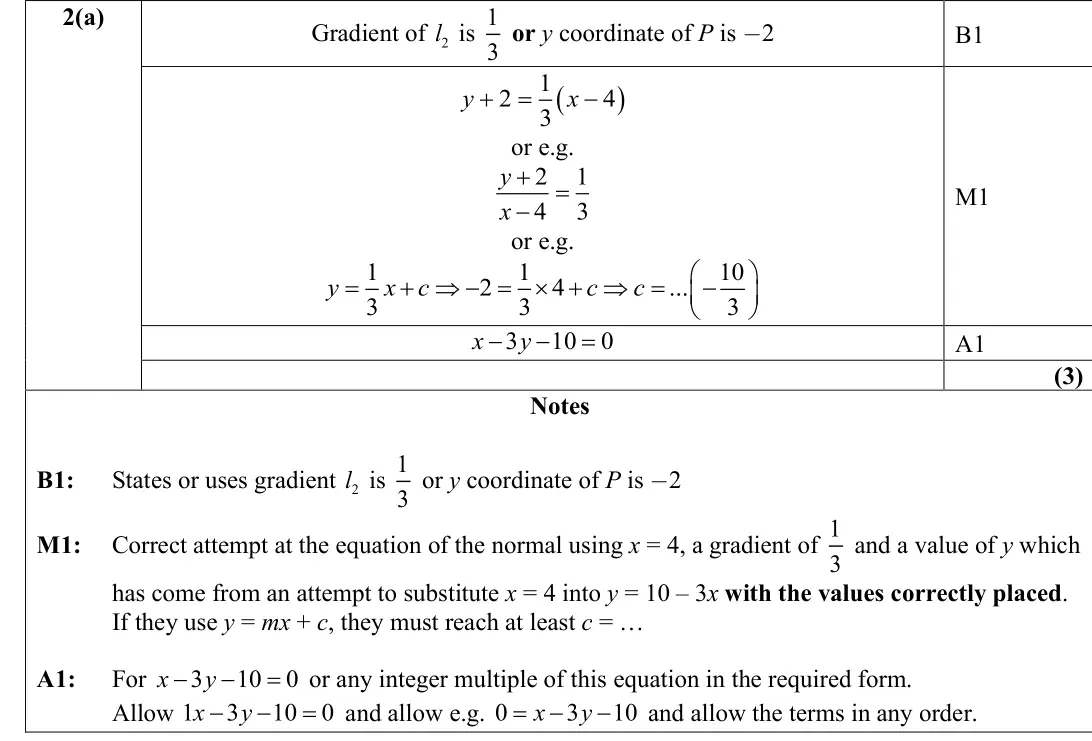 2(a)
Gradient of l₂ is 1/3 or y coordinate of P is −2
B1
y + 2 = 1/3 (x − 4)
or e.g.
(y + 2)/(x − 4) = 1/3
or e.g.
y = 1/3 x + c ⇒ −2 = 1/3 × 4 + c ⇒ c = ...(−10/3)
M1
x − 3y − 10 = 0
A1
(3)
Notes
B1: States or uses gradient l₂ is 1/3 or y coordinate of P is −2
M1: Correct attempt at the equation of the normal using x = 4, a gradient of 1/3 and a value of y which
has come from an attempt to substitute x = 4 into y = 10 – 3x with the values correctly placed.
If they use y = mx + c, they must reach at least c = …
A1: For x − 3y − 10 = 0 or any integer multiple of this equation in the required form.
Allow 1x − 3y − 10 = 0 and allow e.g. 0 = x − 3y − 10 and allow the terms in any order.